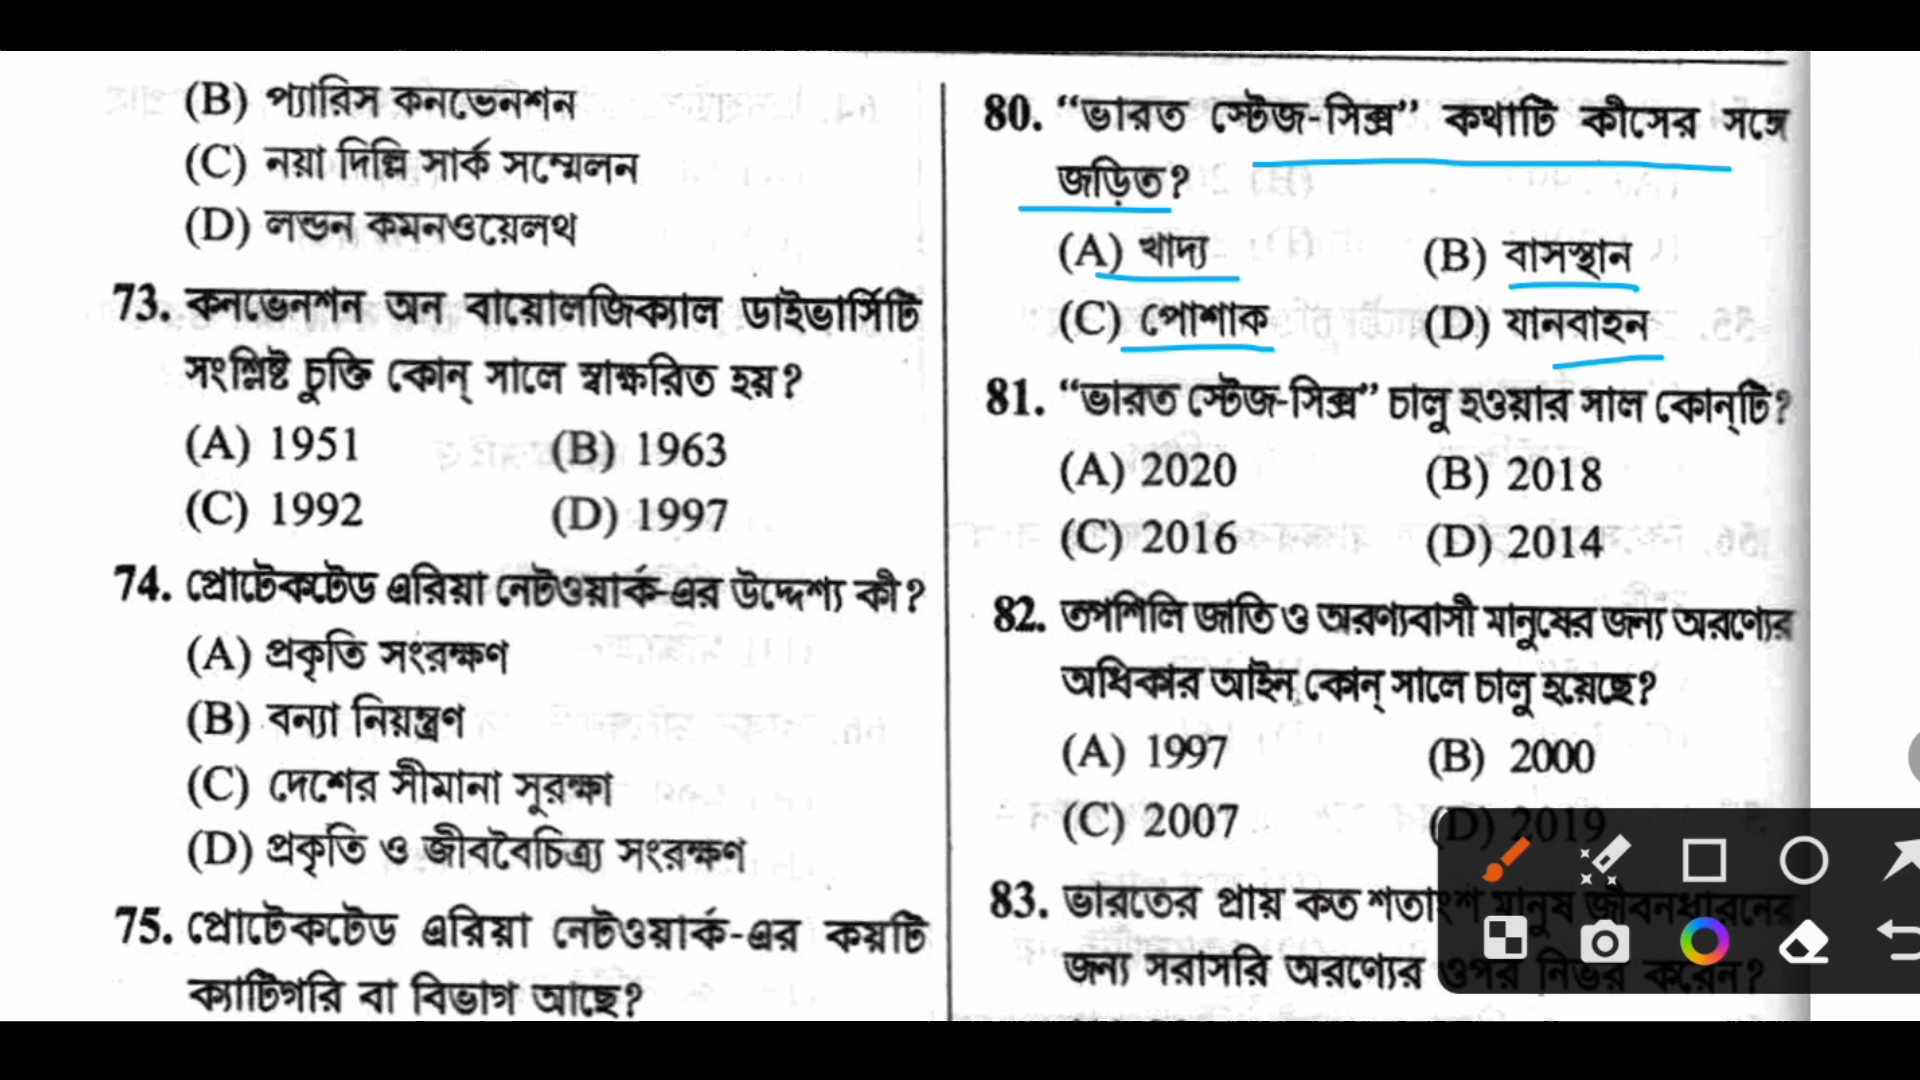 (B) প্যারিস কনভেনশন
(C) নয়া দিল্লি সার্ক সম্মেলন
(D) লন্ডন কমনওয়েলথ
73. কনভেনশন অন বায়োলজিক্যাল ডাইভার্সিটি
সংশ্লিষ্ট চুক্তি কোন্ সালে স্বাক্ষরিত হয়?
(A) 1951 (B) 1963
(C) 1992 (D) 1997
74. প্রোটেকটেড এরিয়া নেটওয়ার্ক-এর উদ্দেশ্য কী?
(A) প্রকৃতি সংরক্ষণ
(B) বন্যা নিয়ন্ত্রণ
(C) দেশের সীমানা সুরক্ষা
(D) প্রকৃতি ও জীববৈচিত্র্য সংরক্ষণ
75. প্রোটেকটেড এরিয়া নেটওয়ার্ক-এর কয়টি
ক্যাটিগরি বা বিভাগ আছে?
80. “ভারত স্টেজ-সিক্স” কথাটি কীসের সঙ্গে
জড়িত?
(A) খাদ্য (B) বাসস্থান
(C) পোশাক (D) যানবাহন
81. “ভারত স্টেজ-সিক্স” চালু হওয়ার সাল কোন্‌টি?
(A) 2020 (B) 2018
(C) 2016 (D) 2014
82. তপশিলি জাতি ও অরণ্যবাসী মানুষের জন্য অরণ্যের
অধিকার আইন কোন্ সালে চালু হয়েছে?
(A) 1997 (B) 2000
(C) 2007 (D) 2019
83. ভারতের প্রায় কত শতাংশ মানুষ জীবনধারনের
জন্য সরাসরি অরণ্যের ওপর নির্ভর করেন?